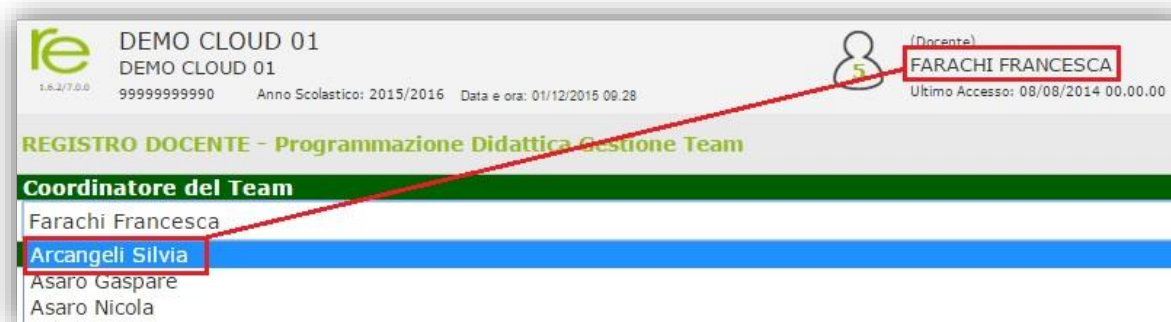 re
1.6.2/7.0.0
DEMO CLOUD 01
DEMO CLOUD 01
99999999990 Anno Scolastico: 2015/2016 Data e ora: 01/12/2015 09.28
5
(Docente)
FARACHI FRANCESCA
Ultimo Accesso: 08/08/2014 00.00.00
REGISTRO DOCENTE - Programmazione Didattica Gestione Team
Coordinatore del Team
Farachi Francesca
Arcangeli Silvia
Asaro Gaspare
Asaro Nicola